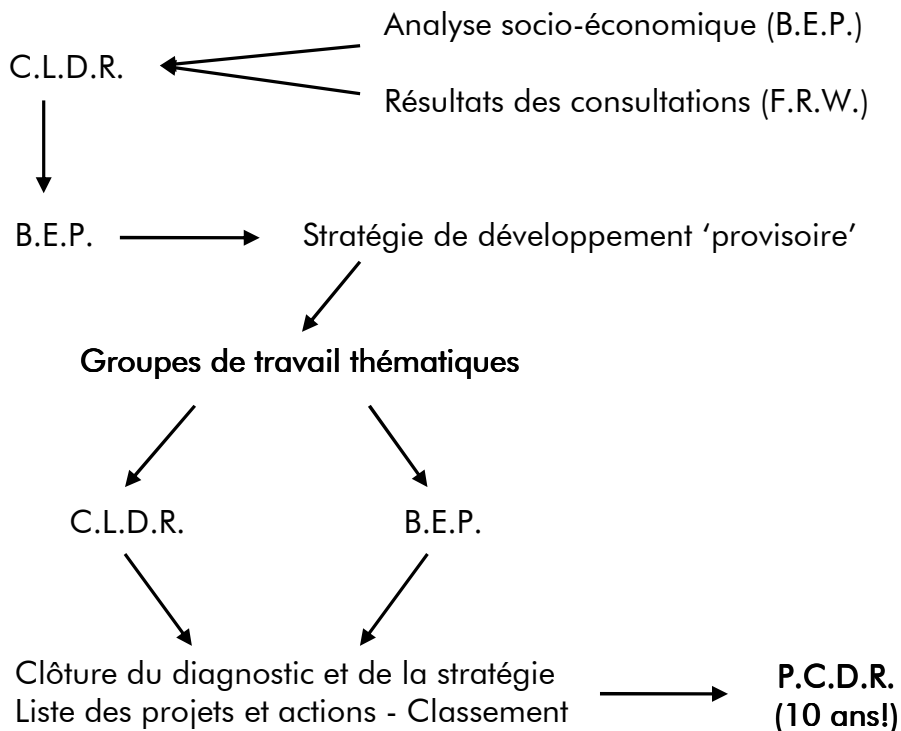 Analyse socio-économique (B.E.P.)
C.L.D.R.
Résultats des consultations (F.R.W.)
B.E.P.
Stratégie de développement ‘provisoire’
Groupes de travail thématiques
C.L.D.R.
B.E.P.
Clôture du diagnostic et de la stratégie
Liste des projets et actions - Classement
P.C.D.R.
(10 ans!)